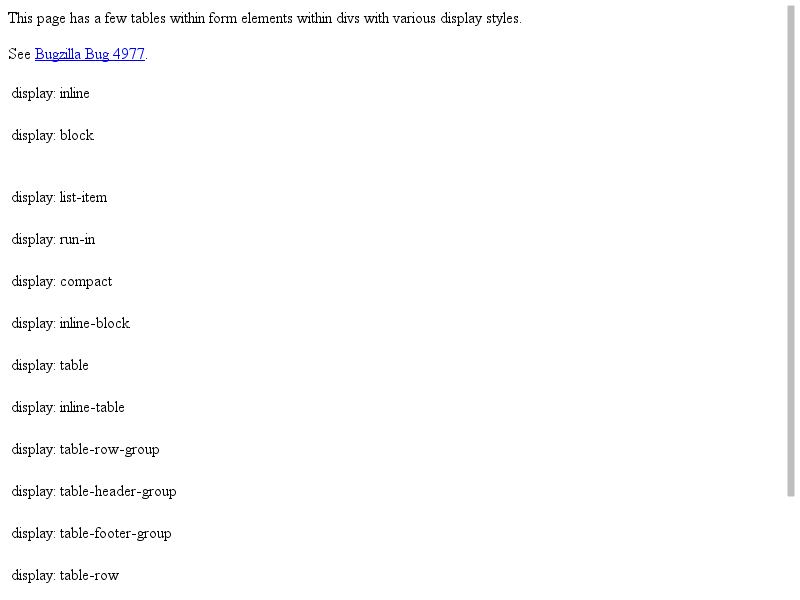 This page has a few tables within form elements within divs with various display styles.
See Bugzilla Bug 4977.
display: inline
display: block
display: list-item
display: run-in
display: compact
display: inline-block
display: table
display: inline-table
display: table-row-group
display: table-header-group
display: table-footer-group
display: table-row